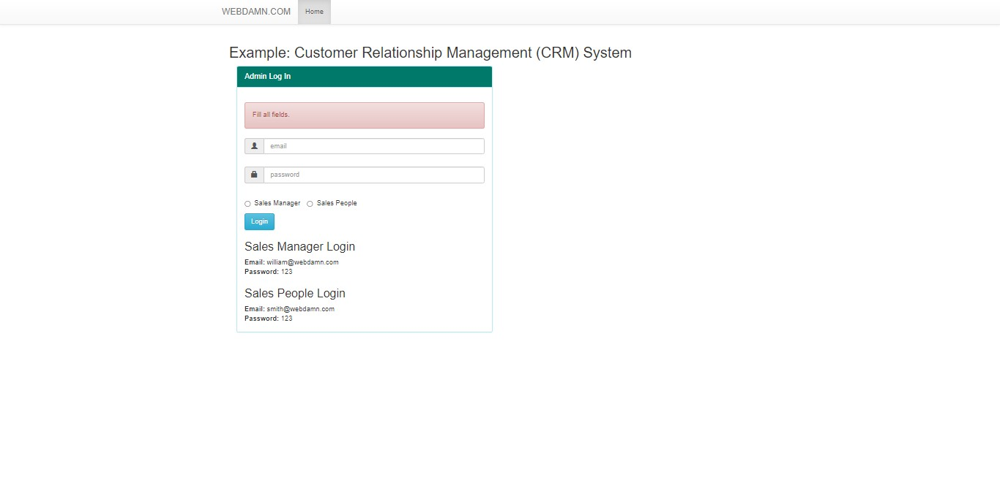 WEBDAMN.COM Home
Example: Customer Relationship Management (CRM) System
Admin Log In
Fill all fields.
email
password
Sales Manager Sales People
Login
Sales Manager Login
Email: william@webdamn.com
Password: 123
Sales People Login
Email: smith@webdamn.com
Password: 123